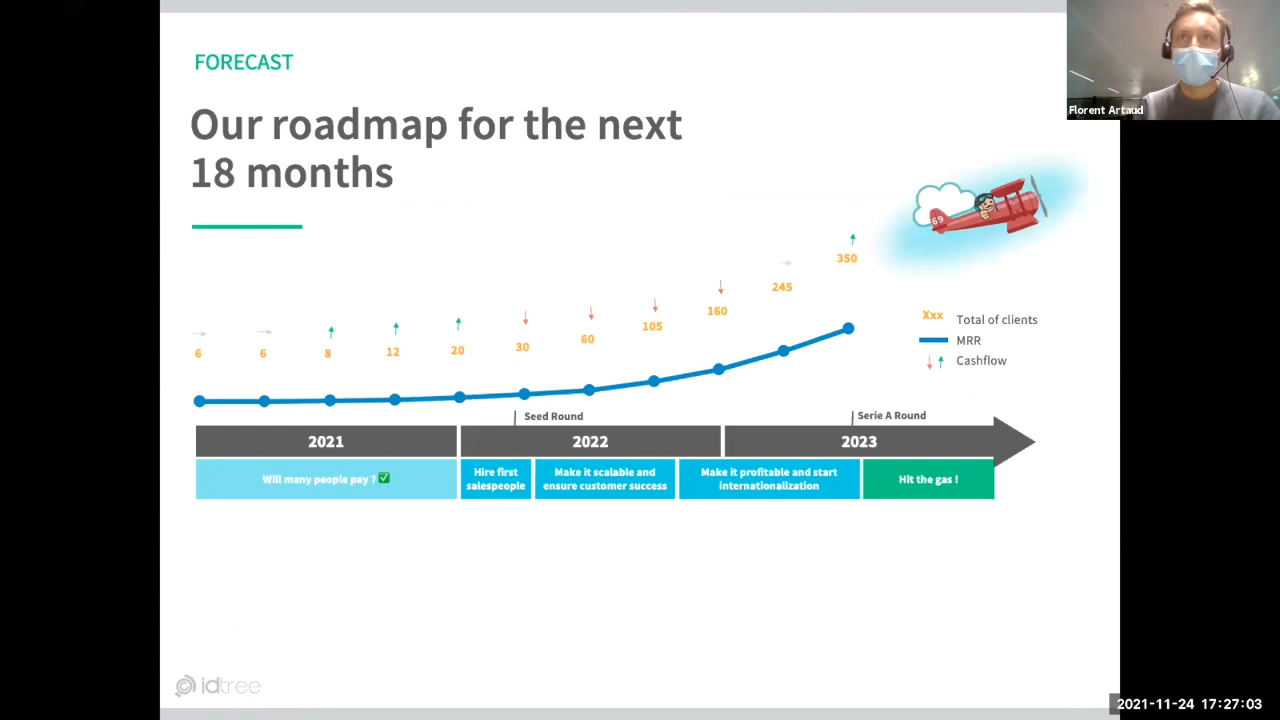 FORECAST
Our roadmap for the next
18 months
Florent Artaud
69
350
245
160
105
60
30
20
12
8
6
6
Xxx Total of clients
MRR
Cashflow
Seed Round
Serie A Round
2021
2022
2023
Will many people pay ? ✅
Hire first
salespeople
Make it scalable and
ensure customer success
Make it profitable and start
internationalization
Hit the gas !
idtree
2021-11-24 17:27:03